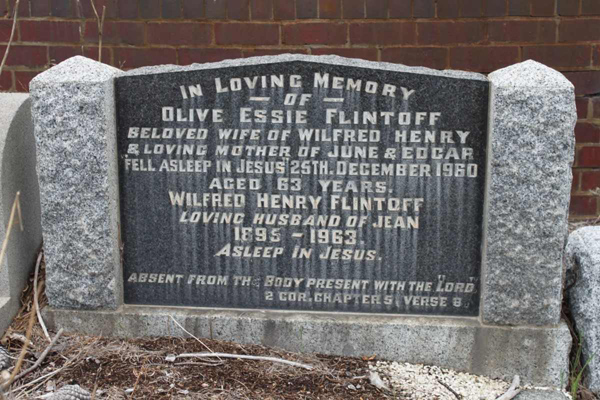 IN LOVING MEMORY
— OF —
OLIVE ESSIE FLINTOFF
BELOVED WIFE OF WILFRED HENRY
& LOVING MOTHER OF JUNE & EDGAR
"FELL ASLEEP IN JESUS" 25TH. DECEMBER 1960
AGED 63 YEARS.
WILFRED HENRY FLINTOFF
LOVING HUSBAND OF JEAN
1895 - 1963.
ASLEEP IN JESUS.
ABSENT FROM THE BODY PRESENT WITH THE "LORD"
2 COR. CHAPTER 5, VERSE 8.